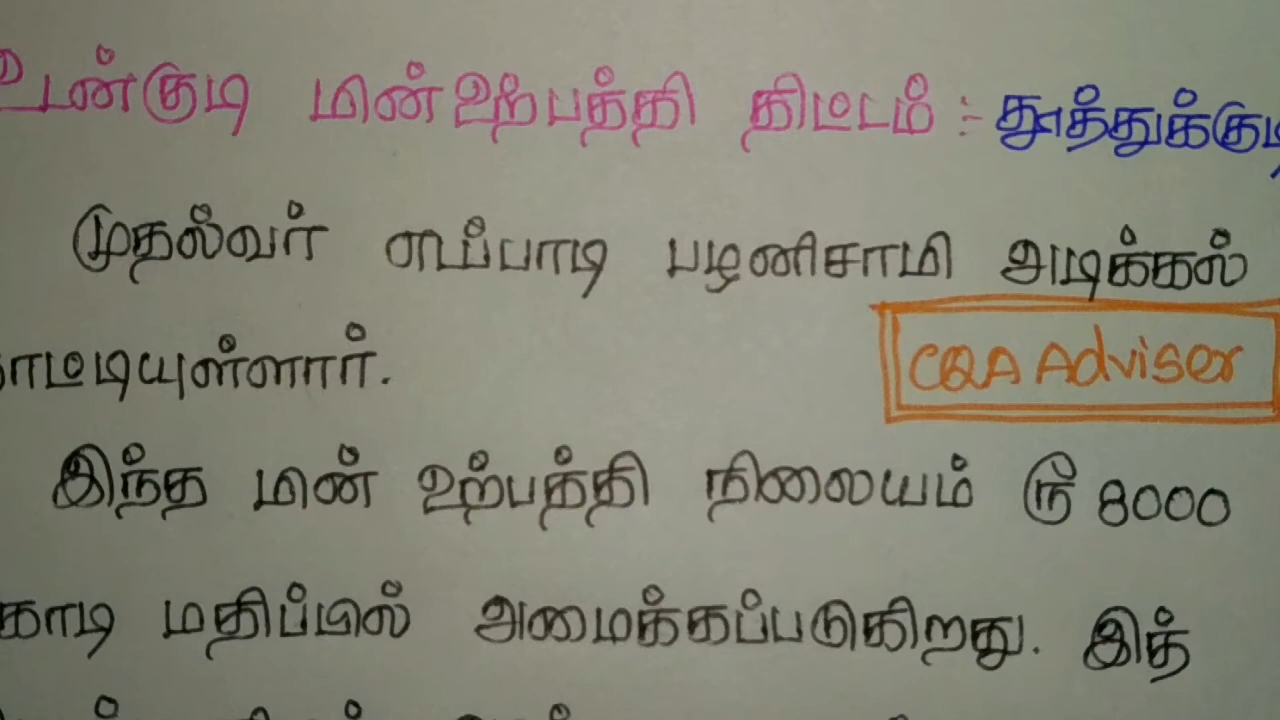 உடன்குடி மின்உற்பத்தி திட்டம் :- தூத்துக்குடி
முதல்வர் எடப்பாடி பழனிசாமி அடிக்கல்
நாட்டியுள்ளார்.
CQA Adviser
இந்த மின் உற்பத்தி நிலையம் ரூ 8000
கோடி மதிப்பில் அமைக்கப்படுகிறது. இத்